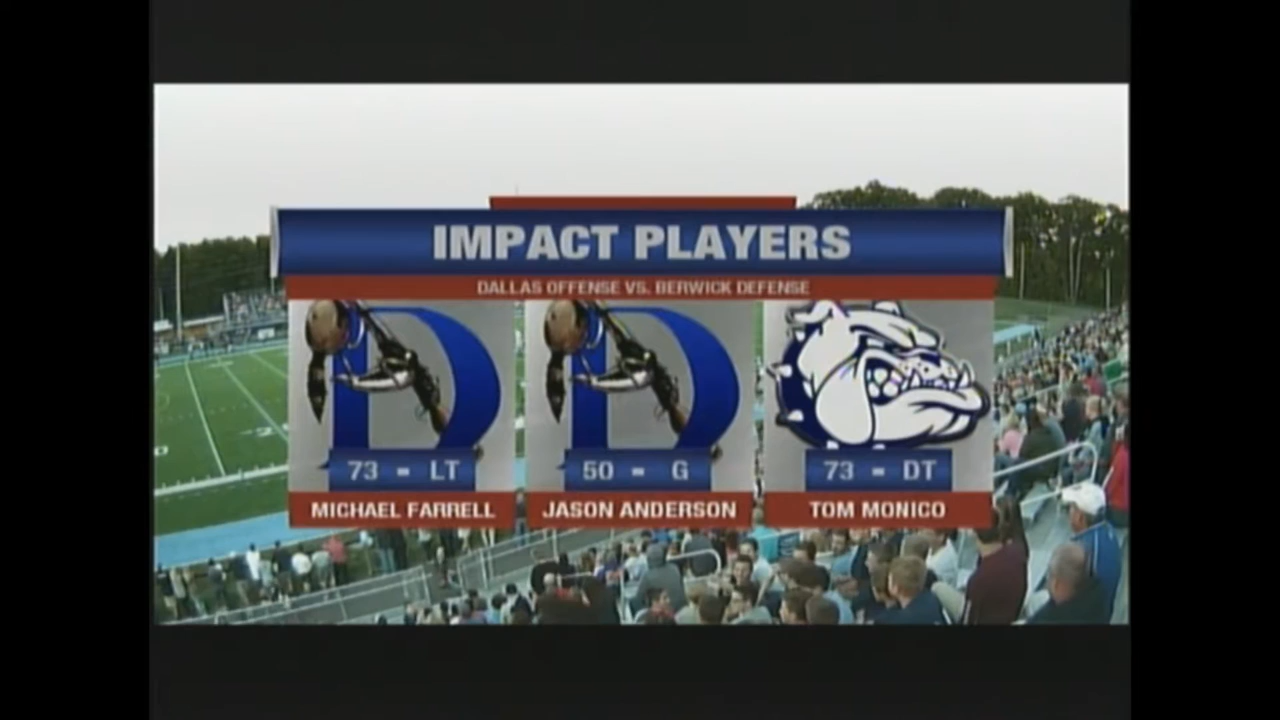 IMPACT PLAYERS
DALLAS OFFENSE VS. BERWICK DEFENSE
D D
73 - LT 50 - G 73 - DT
MICHAEL FARRELL JASON ANDERSON TOM MONICO